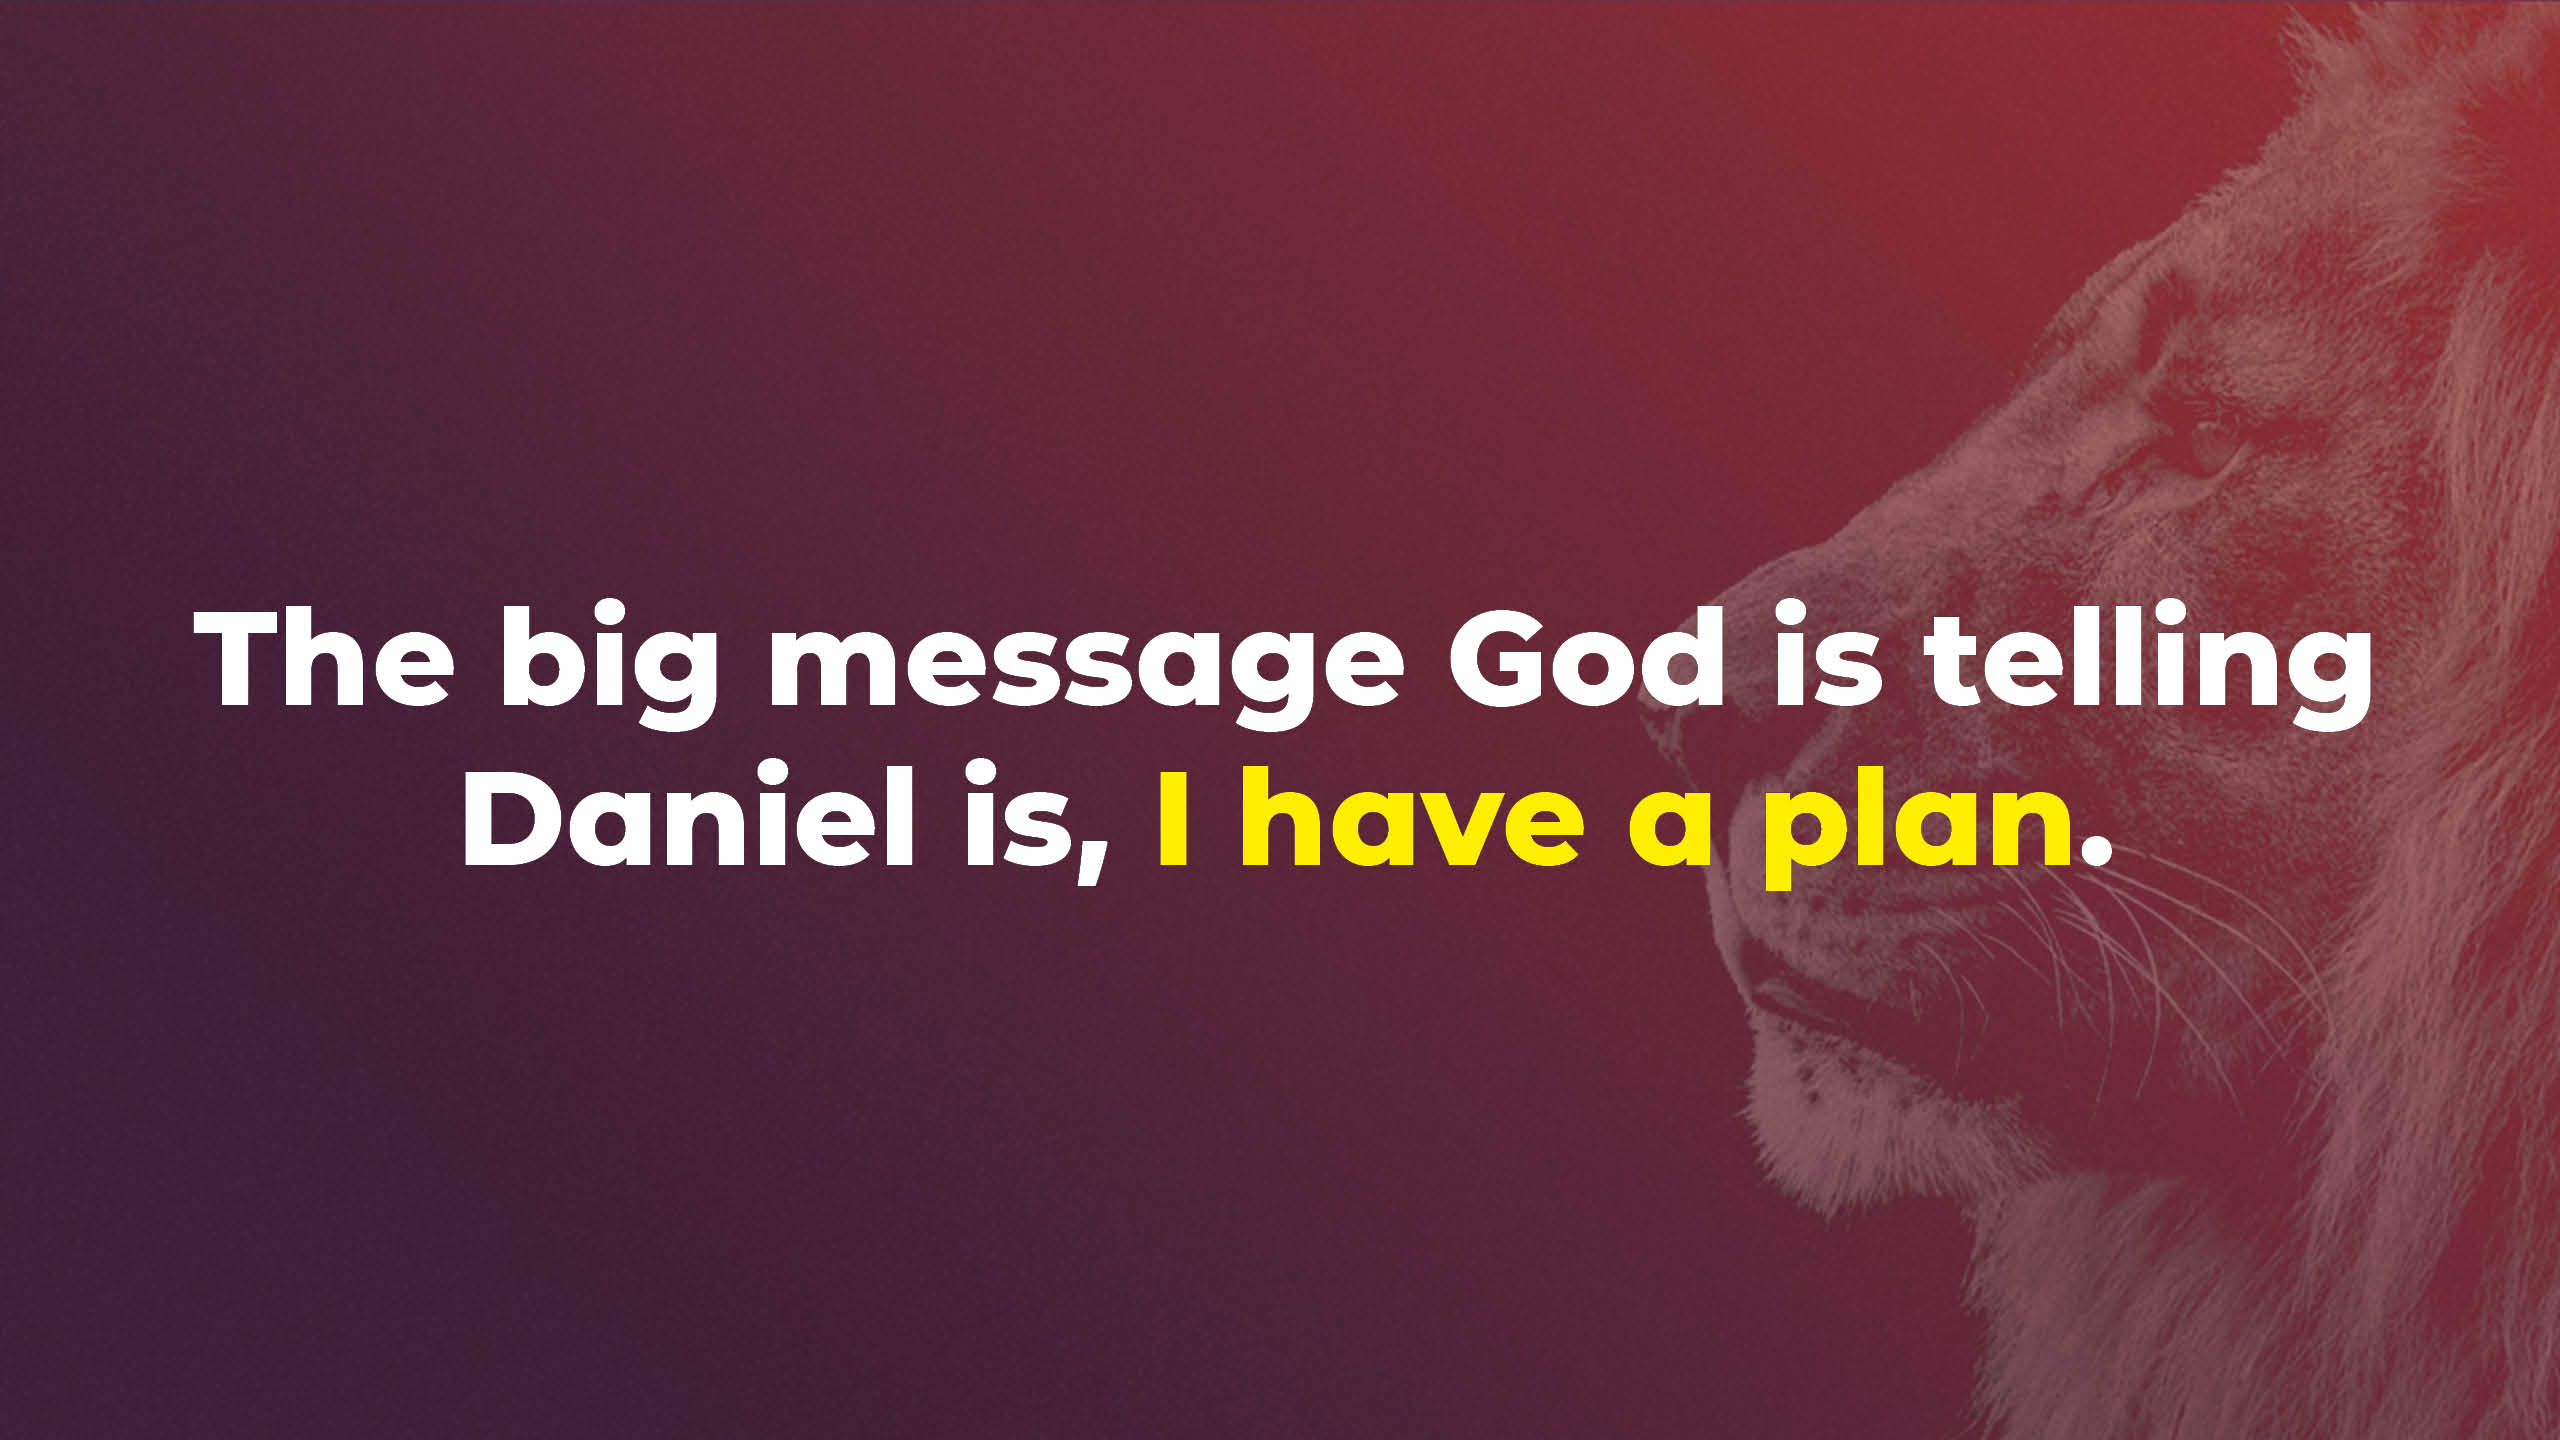 The big message God is telling
Daniel is, I have a plan.